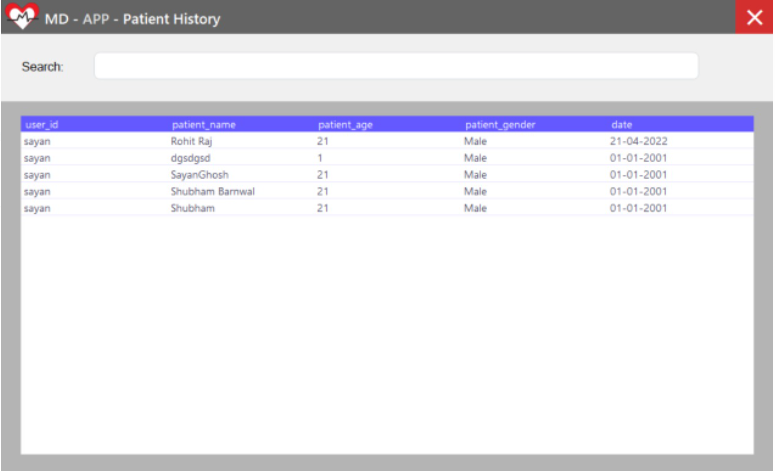 MD - APP - Patient History
Search:
user_id patient_name patient_age patient_gender date
sayan Rohit Raj 21 Male 21-04-2022
sayan dgsdgsd 1 Male 01-01-2001
sayan SayanGhosh 21 Male 01-01-2001
sayan Shubham Barnwal 21 Male 01-01-2001
sayan Shubham 21 Male 01-01-2001